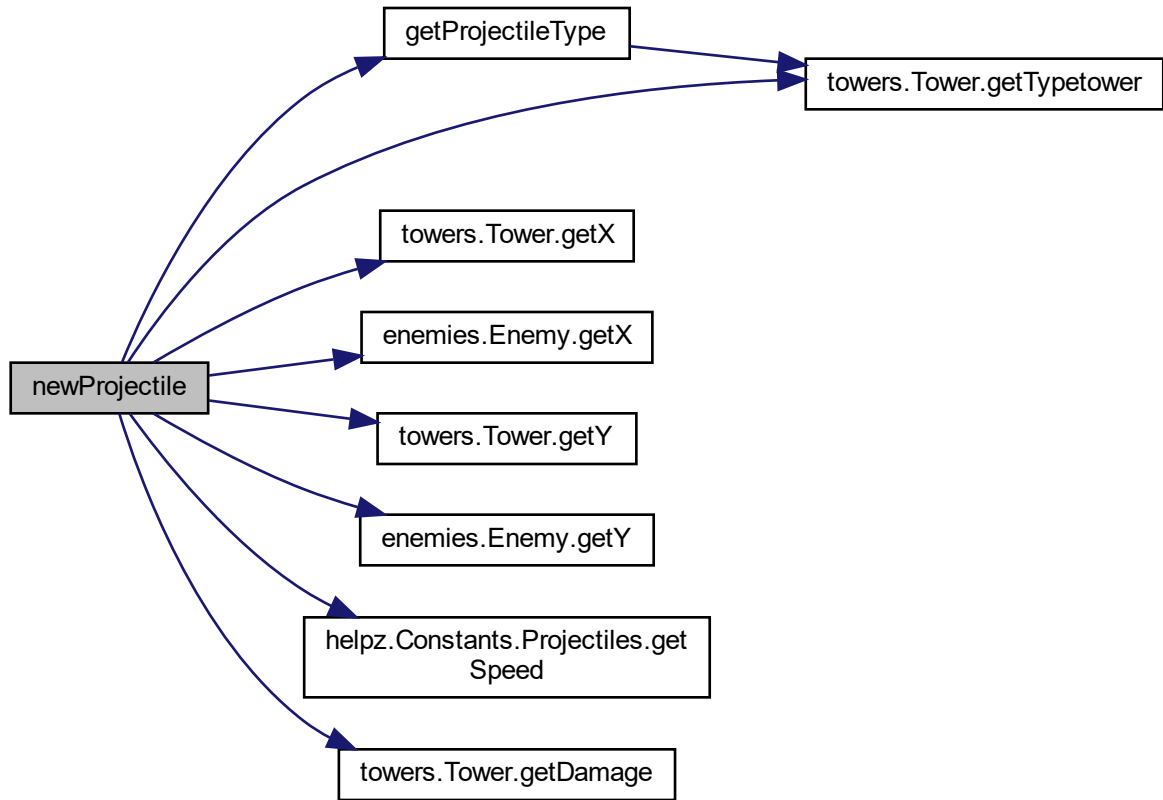 getProjectileType
towers.Tower.getTypetower
towers.Tower.getX
enemies.Enemy.getX
newProjectile
towers.Tower.getY
enemies.Enemy.getY
helpz.Constants.Projectiles.get
Speed
towers.Tower.getDamage